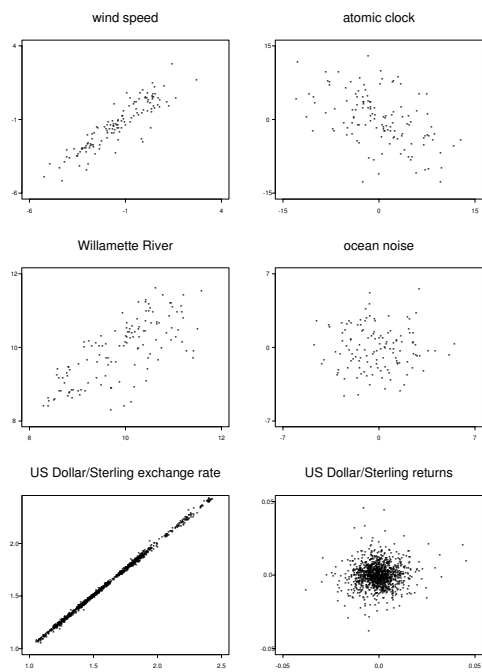 wind speed
4
-1
-6
-6 -1 4
atomic clock
15
0
-15
-15 0 15
Willamette River
12
10
8
8 10 12
ocean noise
7
0
-7
-7 0 7
US Dollar/Sterling exchange rate
2.0
1.5
1.0
1.0 1.5 2.0 2.5
US Dollar/Sterling returns
0.05
0.0
-0.05
-0.05 0.0 0.05